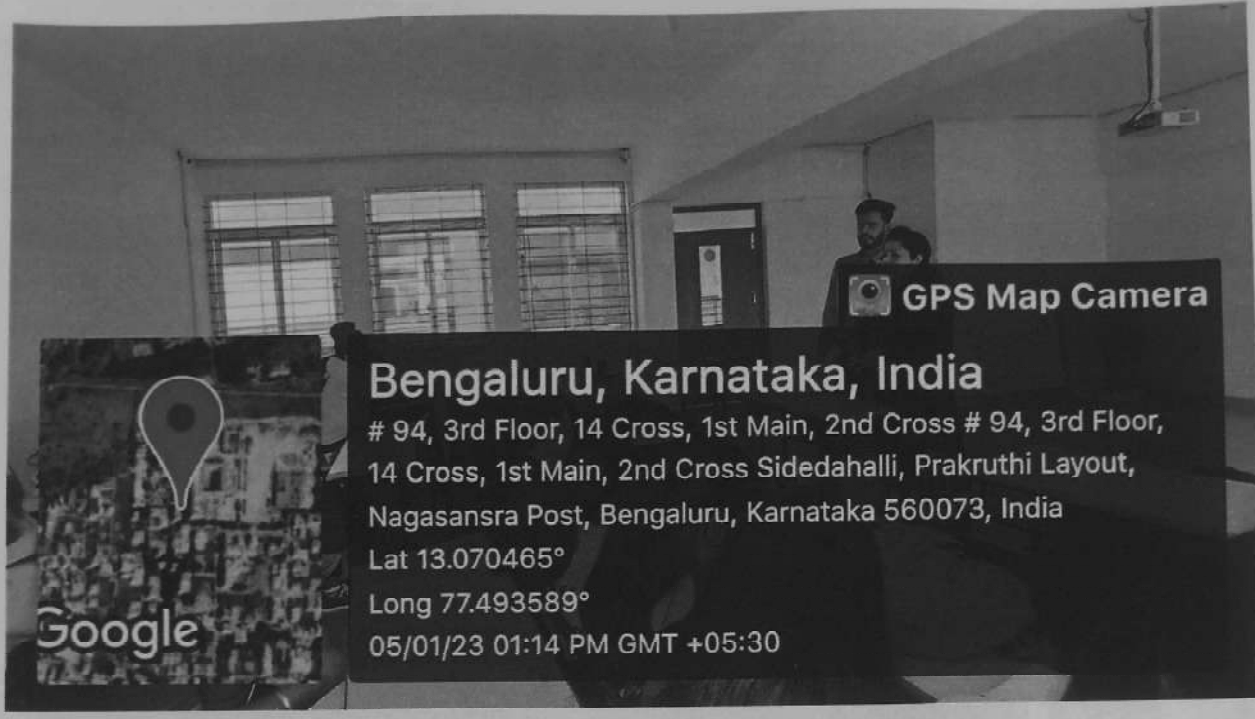 GPS Map Camera
Bengaluru, Karnataka, India
# 94, 3rd Floor, 14 Cross, 1st Main, 2nd Cross # 94, 3rd Floor,
14 Cross, 1st Main, 2nd Cross Sidedahalli, Prakruthi Layout,
Nagasansra Post, Bengaluru, Karnataka 560073, India
Lat 13.070465°
Long 77.493589°
05/01/23 01:14 PM GMT +05:30
Google